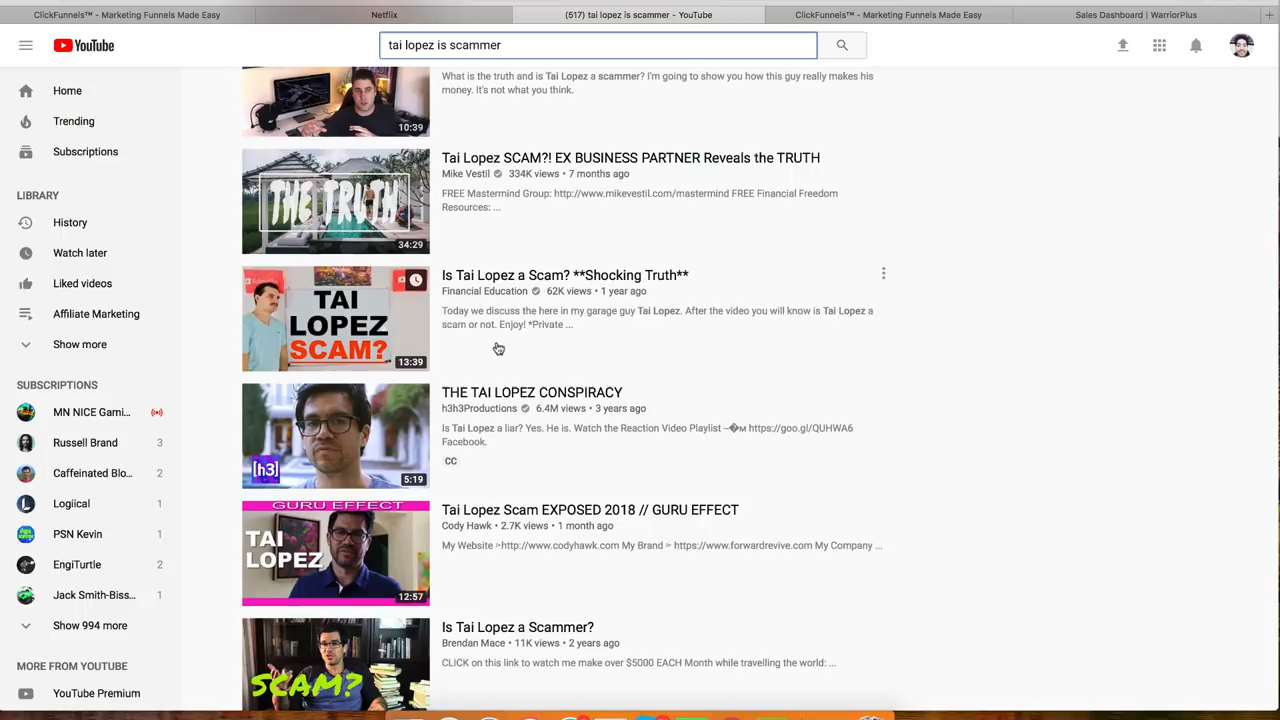 ClickFunnels™ - Marketing Funnels Made Easy
Netflix
(517) tai lopez is scammer - YouTube
ClickFunnels™ - Marketing Funnels Made Easy
Sales Dashboard | WarriorPlus
YouTube
tai lopez is scammer
Home
Trending
Subscriptions
LIBRARY
History
Watch later
Liked videos
Affiliate Marketing
Show more
SUBSCRIPTIONS
MN NICE Gami...
Russell Brand 3
Caffeinated Blo... 2
Logiical 1
PSN Kevin 1
EngiTurtle 2
Jack Smith-Biss... 1
Show 994 more
MORE FROM YOUTUBE
YouTube Premium
10:39
What is the truth and is Tai Lopez a scammer? I'm going to show you how this guy really makes his
money. It's not what you think.
THE TRUTH
34:29
Tai Lopez SCAM?! EX BUSINESS PARTNER Reveals the TRUTH
Mike Vestil 334K views • 7 months ago
FREE Mastermind Group: http://www.mikevestil.com/mastermind FREE Financial Freedom
Resources: ...
TAI
LOPEZ
SCAM?
13:39
Is Tai Lopez a Scam? **Shocking Truth**
Financial Education 62K views • 1 year ago
Today we discuss the here in my garage guy Tai Lopez. After the video you will know is Tai Lopez a
scam or not. Enjoy! *Private ...
[h3]
5:19
THE TAI LOPEZ CONSPIRACY
h3h3Productions 6.4M views • 3 years ago
Is Tai Lopez a liar? Yes. He is. Watch the Reaction Video Playlist --�м https://goo.gl/QUHWA6
Facebook.
CC
GURU EFFECT
TAI
LOPEZ
12:57
Tai Lopez Scam EXPOSED 2018 // GURU EFFECT
Cody Hawk • 2.7K views • 1 month ago
My Website ➢http://www.codyhawk.com My Brand ➢ https://www.forwardrevive.com My Company ...
SCAM?
Is Tai Lopez a Scammer?
Brendan Mace • 11K views • 2 years ago
CLICK on this link to watch me make over $5000 EACH Month while travelling the world: ...